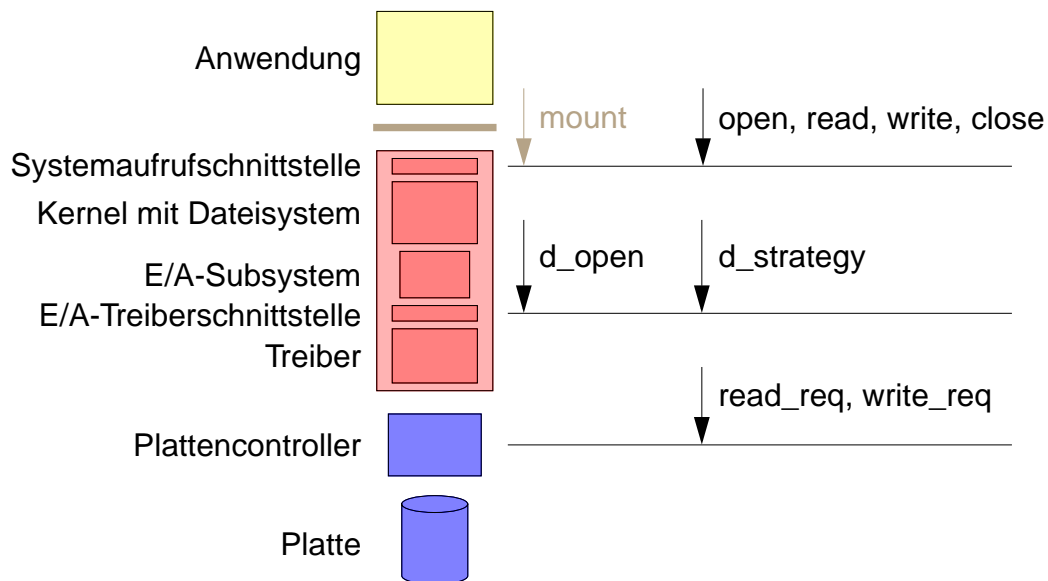 Anwendung
mount
open, read, write, close
Systemaufrufschnittstelle
Kernel mit Dateisystem
E/A-Subsystem
d_open
d_strategy
E/A-Treiberschnittstelle
Treiber
read_req, write_req
Plattencontroller
Platte